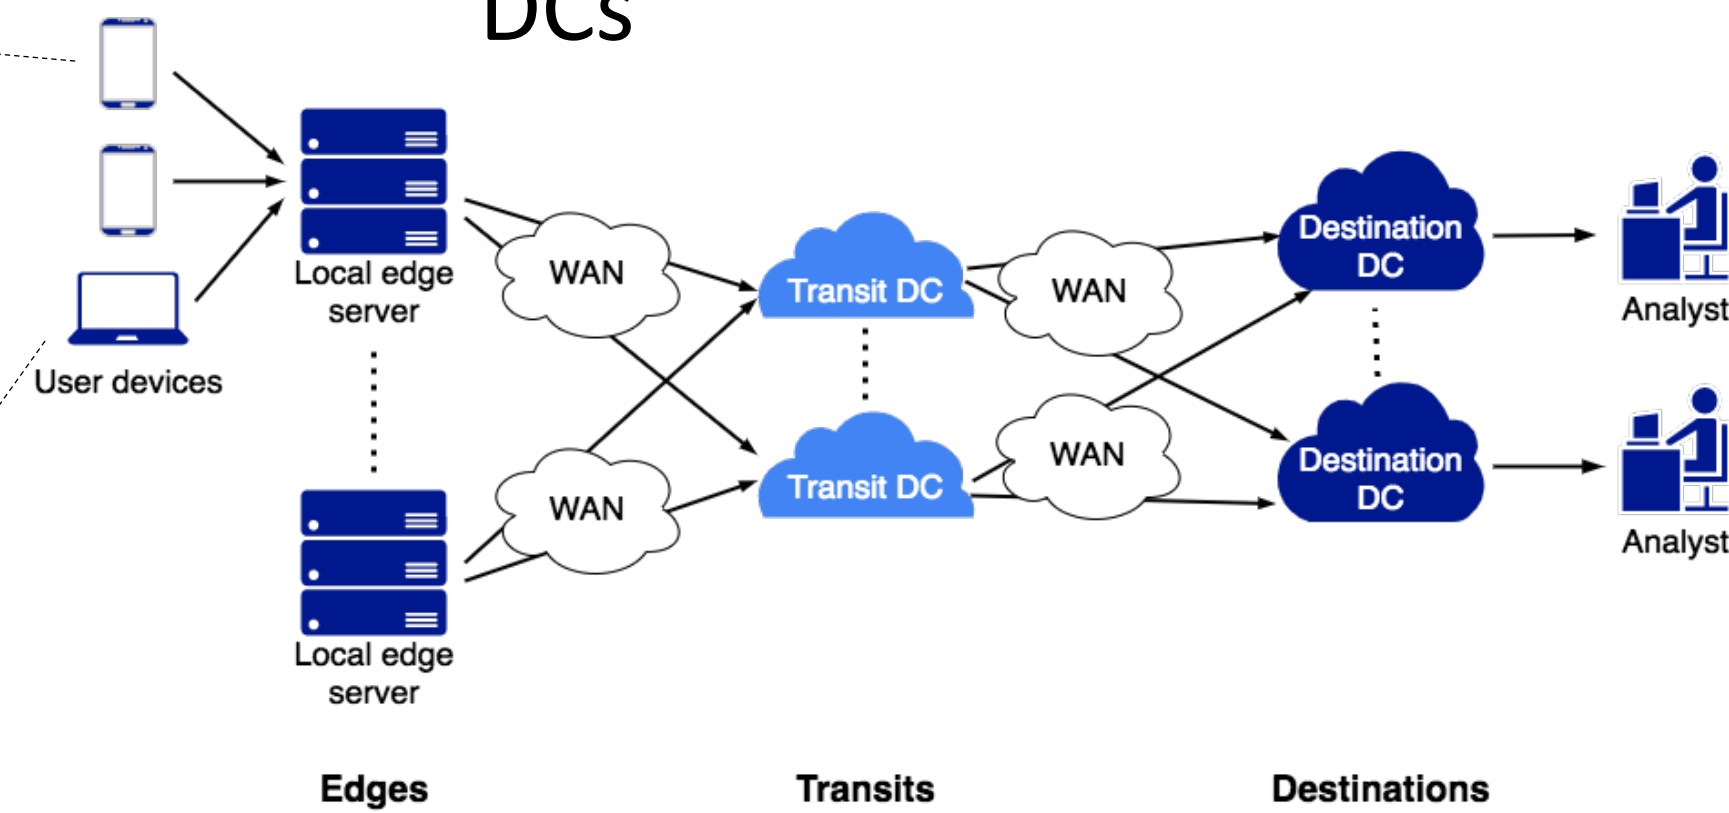 DCs
User devices
Local edge
server
Local edge
server
WAN
WAN
Transit DC
Transit DC
WAN
WAN
Destination
DC
Destination
DC
Analyst
Analyst
Edges
Transits
Destinations